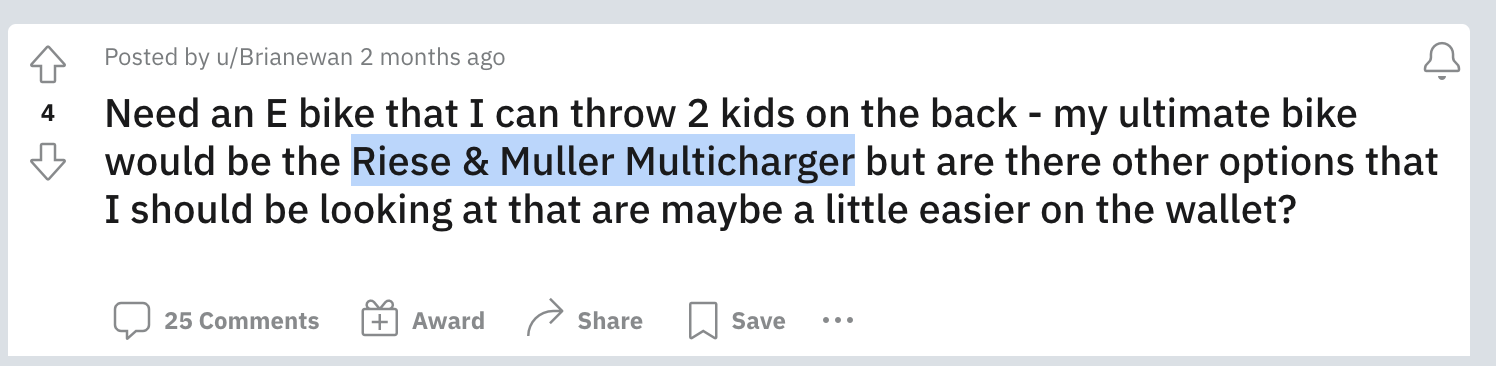 Posted by u/Brianewan 2 months ago
4
Need an E bike that I can throw 2 kids on the back - my ultimate bike
would be the Riese & Muller Multicharger but are there other options that
I should be looking at that are maybe a little easier on the wallet?
25 Comments Award Share Save